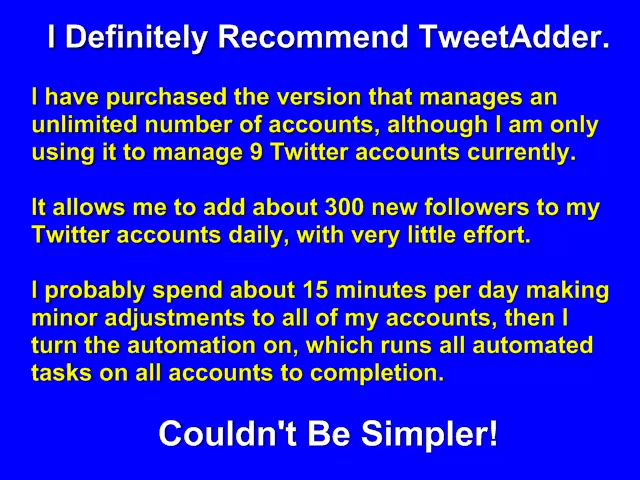 I Definitely Recommend TweetAdder.
I have purchased the version that manages an
unlimited number of accounts, although I am only
using it to manage 9 Twitter accounts currently.
It allows me to add about 300 new followers to my
Twitter accounts daily, with very little effort.
I probably spend about 15 minutes per day making
minor adjustments to all of my accounts, then I
turn the automation on, which runs all automated
tasks on all accounts to completion.
Couldn't Be Simpler!